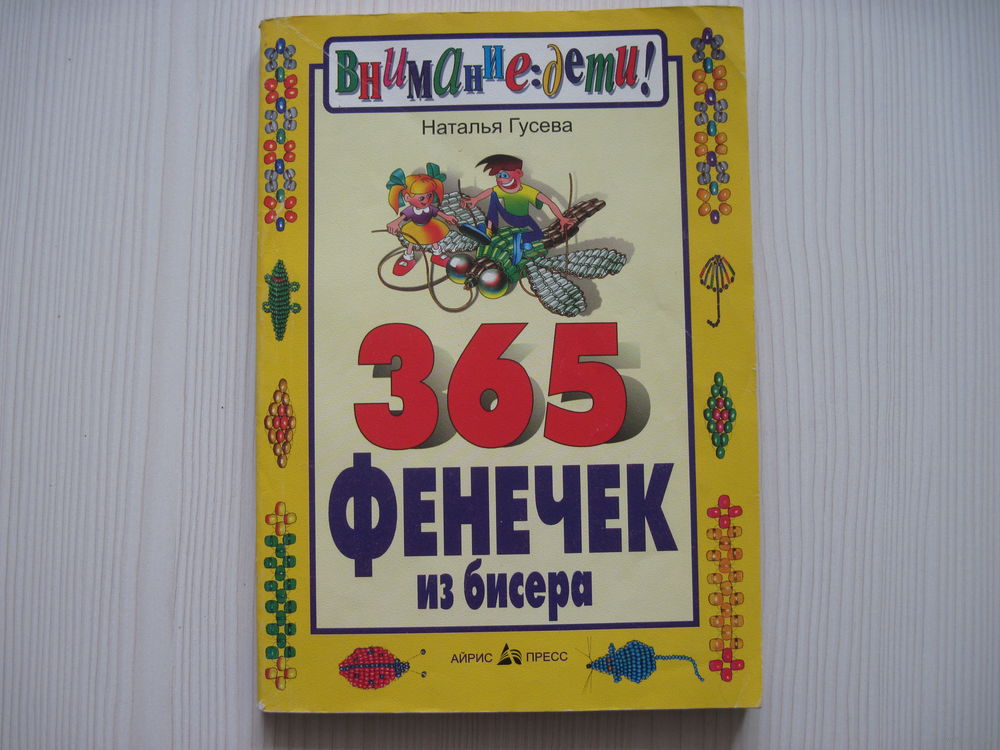 Внимание: дети!
Наталья Гусева
365
ФЕНЕЧЕК
из бисера
АЙРИС ПРЕСС